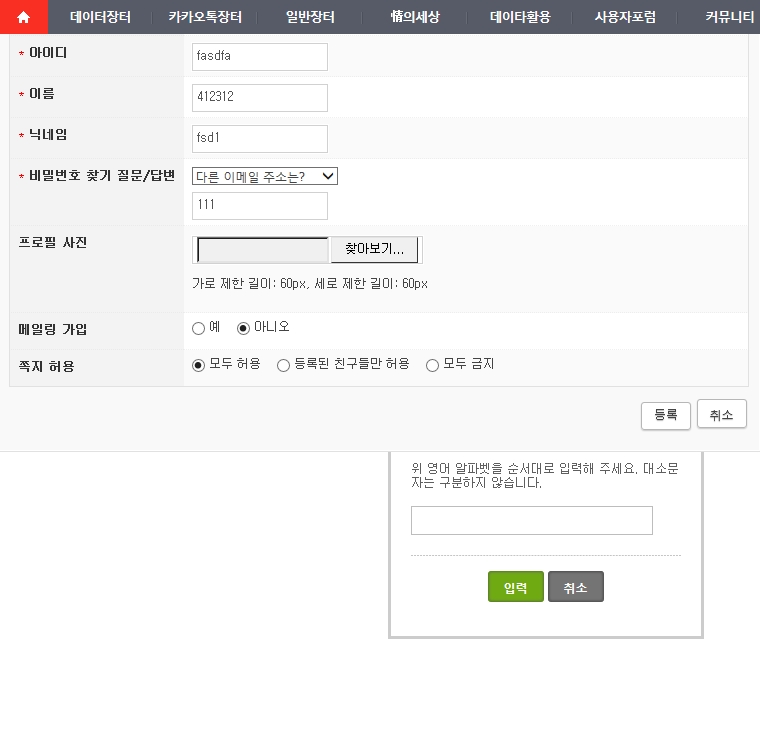 데이터장터 카카오톡장터 일반장터 情의세상 데이타활용 사용자포럼 커뮤니티
* 아이디 fasdfa
* 이름 412312
* 닉네임 fsd1
* 비밀번호 찾기 질문/답변 다른 이메일 주소는?
111
프로필 사진 찾아보기...
가로 제한 길이: 60px, 세로 제한 길이: 60px
메일링 가입 예 아니오
쪽지 허용 모두 허용 등록된 친구들만 허용 모두 금지
등록 취소
위 영어 알파벳을 순서대로 입력해 주세요. 대소문
자는 구분하지 않습니다.
입력 취소